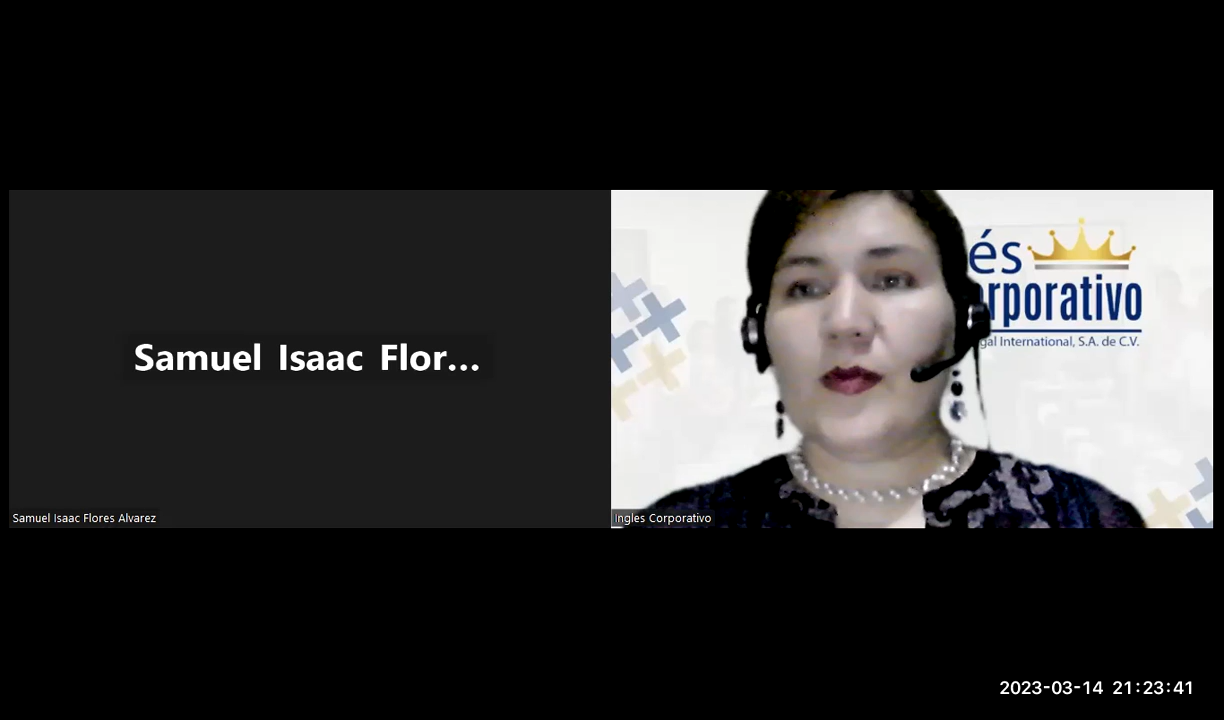 Samuel Isaac Flor...
Samuel Isaac Flores Alvarez
és
orporativo
gal International, S.A. de C.V.
Ingles Corporativo
2023-03-14 21:23:41